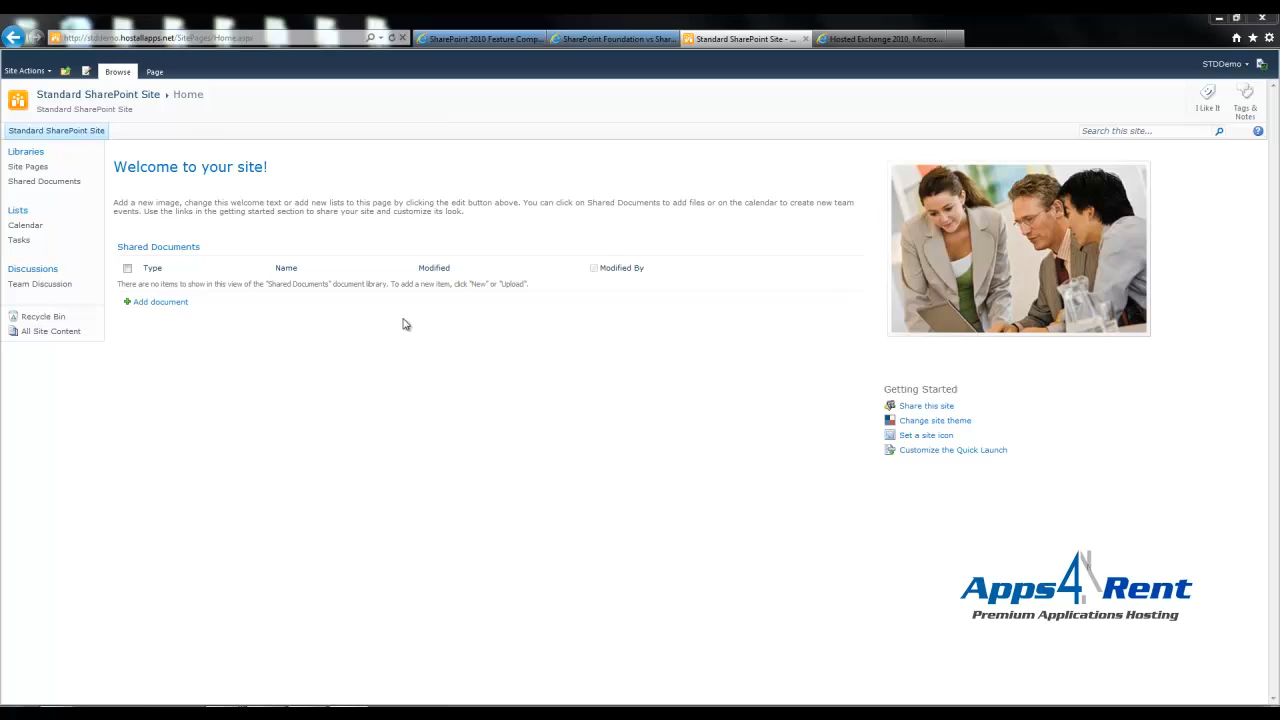 http://stddemo.hostallapps.net/SitePages/Home.aspx
SharePoint 2010 Feature Comp...
SharePoint Foundation vs Shar...
Standard SharePoint Site - ...
Hosted Exchange 2010, Micros...
Site Actions
Browse
Page
STDDemo
Standard SharePoint Site
Home
Standard SharePoint Site
I Like It
Tags &
Notes
Standard SharePoint Site
Search this site...
Libraries
Site Pages
Shared Documents
Lists
Calendar
Tasks
Discussions
Team Discussion
Recycle Bin
All Site Content
Welcome to your site!
Add a new image, change this welcome text or add new lists to this page by clicking the edit button above. You can click on Shared Documents to add files or on the calendar to create new team
events. Use the links in the getting started section to share your site and customize its look.
Shared Documents
Type Name Modified Modified By
There are no items to show in this view of the "Shared Documents" document library. To add a new item, click "New" or "Upload".
Add document
Getting Started
Share this site
Change site theme
Set a site icon
Customize the Quick Launch
Apps4Rent
Premium Applications Hosting